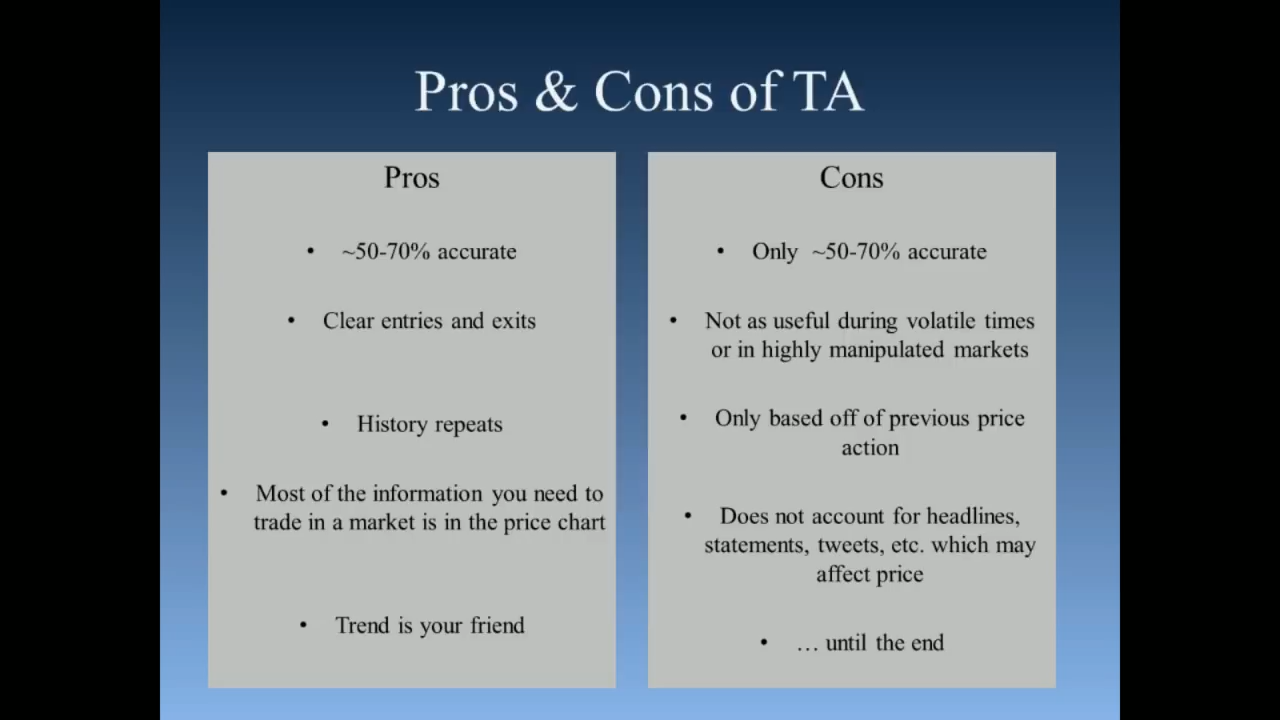 Pros & Cons of TA
Pros
• ~50-70% accurate
• Clear entries and exits
• History repeats
• Most of the information you need to
trade in a market is in the price chart
• Trend is your friend
Cons
• Only ~50-70% accurate
• Not as useful during volatile times
or in highly manipulated markets
• Only based off of previous price
action
• Does not account for headlines,
statements, tweets, etc. which may
affect price
• … until the end